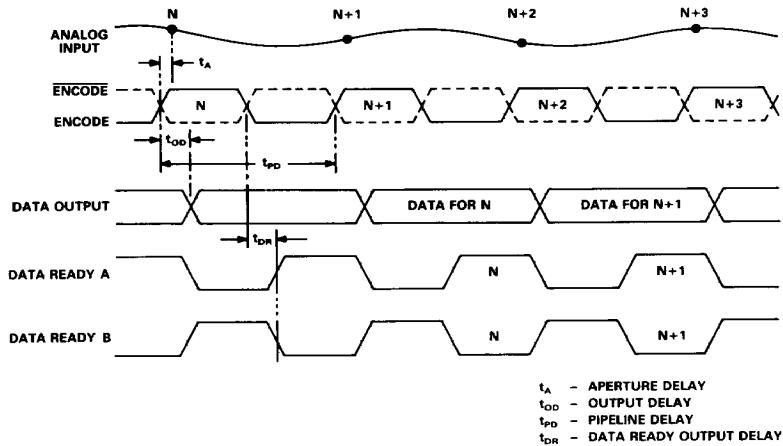 N N+1 N+2 N+3
ANALOG
INPUT
tA
ENCODE
N N+1 N+2 N+3
ENCODE
tOD
tPD
DATA OUTPUT DATA FOR N DATA FOR N+1
tDR
DATA READY A N N+1
DATA READY B N N+1
tA – APERTURE DELAY
tOD – OUTPUT DELAY
tPD – PIPELINE DELAY
tDR – DATA READY OUTPUT DELAY